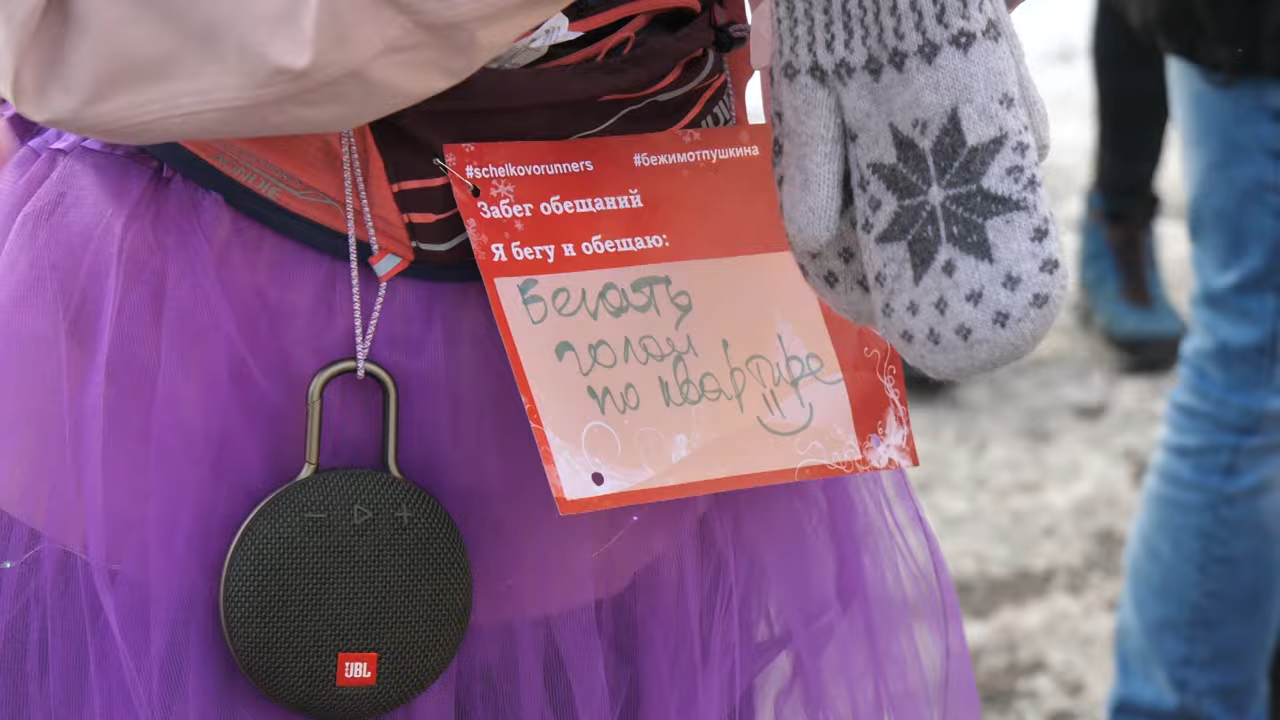 #schelkovorunners #бежимотпушкина
Забег обещаний
Я бегу и обещаю:
Бегать
голой
по квартире
JBL